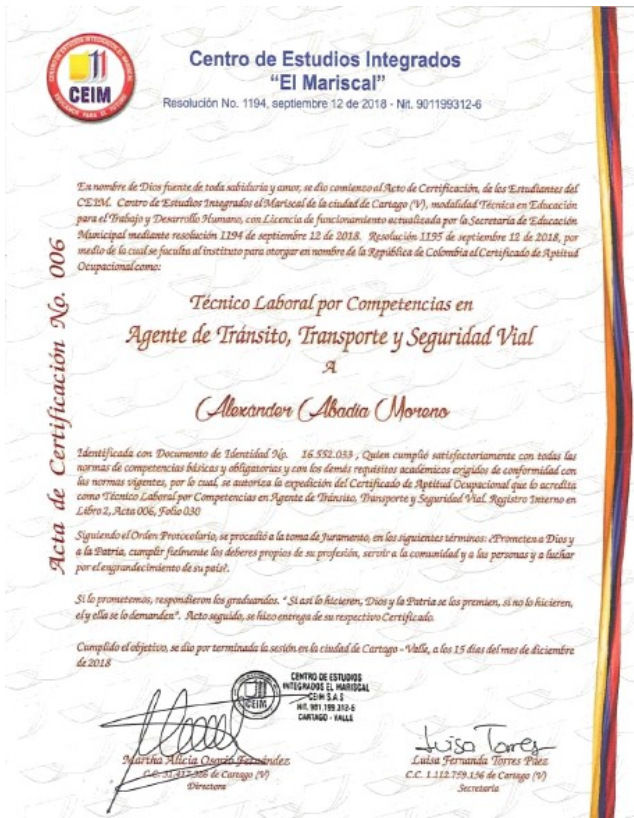 CEIM
Centro de Estudios Integrados
"El Mariscal"
Resolución No. 1194, septiembre 12 de 2018 - Nit. 901199312-6
Acta de Certificación No. 006
En nombre de Dios fuente de toda sabiduría y amor, se dio comienzo al Acto de Certificación, de los Estudiantes del
CEIM. Centro de Estudios Integrados el Mariscal de la ciudad de Cartago (V), modalidad Técnica en Educación
para el Trabajo y Desarrollo Humano, con Licencia de funcionamiento actualizada por la Secretaria de Educación
Municipal mediante resolución 1194 de septiembre 12 de 2018. Resolución 1195 de septiembre 12 de 2018, por
medio de la cual se faculta al instituto para otorgar en nombre de la República de Colombia el Certificado de Aptitud
Ocupacional como:
Técnico Laboral por Competencias en
Agente de Tránsito, Transporte y Seguridad Vial
A
Alexánder Abadía Moreno
Identificada con Documento de Identidad No. 16.552.033 , Quien cumplió satisfactoriamente con todas las
normas de competencias básicas y obligatorias y con los demás requisitos académicos exigidos de conformidad con
las normas vigentes, por lo cual, se autoriza la expedición del Certificado de Aptitud Ocupacional que lo acredita
como Técnico Laboral por Competencias en Agente de Tránsito, Transporte y Seguridad Vial. Registro Interno en
Libro 2, Acta 006, Folio 030
Siguiendo el Orden Protocolario, se procedió a la toma de Juramento, en los siguientes términos: ¿Prometen a Dios y
a la Patria, cumplir fielmente los deberes propios de su profesión, servir a la comunidad y a las personas y a luchar
por el engrandecimiento de su país?.
Si lo prometemos, respondieron los graduandos. " Si así lo hicieren, Dios y la Patria se los premien, si no lo hicieren,
el y ella se lo demanden". Acto seguido, se hizo entrega de su respectivo Certificado.
Cumplido el objetivo, se dio por terminada la sesión en la ciudad de Cartago - Valle, a los 15 días del mes de diciembre
de 2018
CEIM
CENTRO DE ESTUDIOS
INTEGRADOS EL MARISCAL
CEIM S.A.S
NIT. 901.199.312-6
CARTAGO - VALLE
Martha Alicia Osorio Fernández
C.C. 31.417.326 de Cartago (V)
Directora
Luisa Torres
Luisa Fernanda Torres Páez
C.C. 1.112.759.136 de Cartago (V)
Secretaria